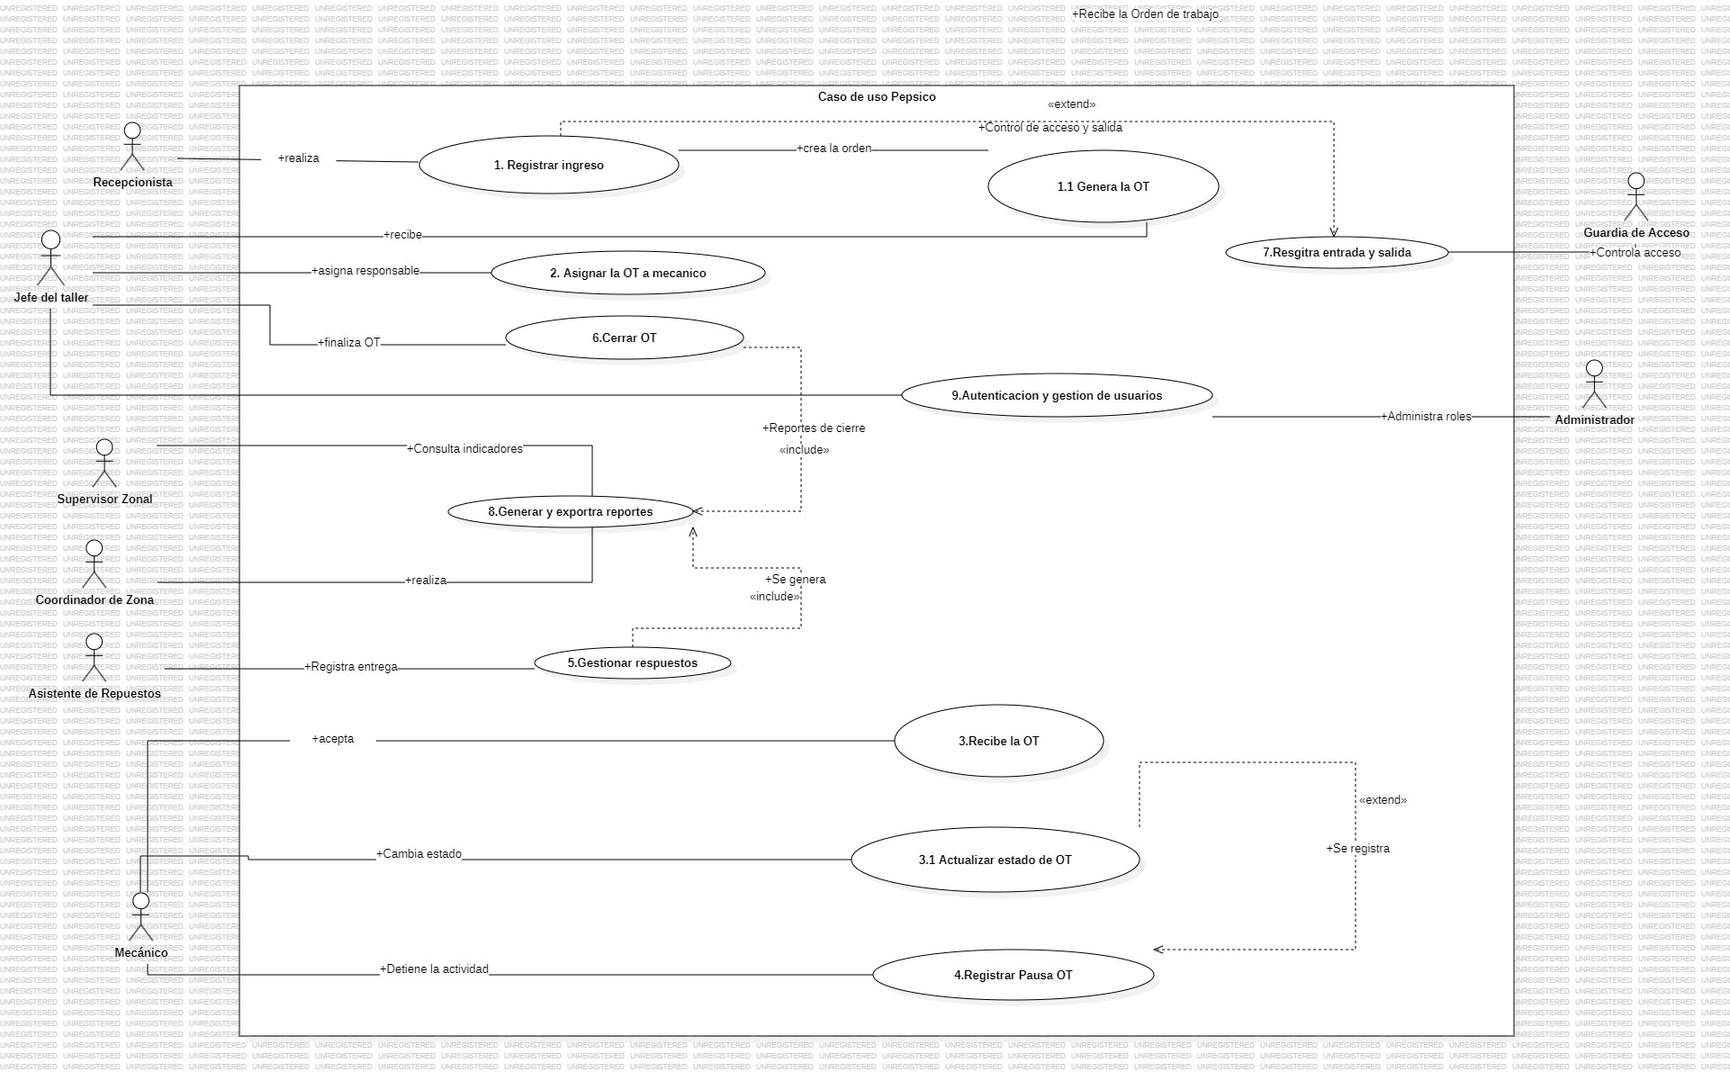 +Recibe la Orden de trabajo
Caso de uso Pepsico
«extend»
+Control de acceso y salida
+realiza
1. Registrar ingreso
+crea la orden
1.1 Genera la OT
Recepcionista
+recibe
Guardia de Acceso
7.Resgitra entrada y salida
+Controla acceso
+asigna responsable
2. Asignar la OT a mecanico
Jefe del taller
+finaliza OT
6.Cerrar OT
9.Autenticacion y gestion de usuarios
+Administra roles
Administrador
+Reportes de cierre
«include»
+Consulta indicadores
Supervisor Zonal
8.Generar y exportra reportes
+realiza
+Se genera
«include»
Coordinador de Zona
+Registra entrega
5.Gestionar respuestos
Asistente de Repuestos
+acepta
3.Recibe la OT
«extend»
+Se registra
+Cambia estado
3.1 Actualizar estado de OT
Mecánico
+Detiene la actividad
4.Registrar Pausa OT
UNREGISTERED